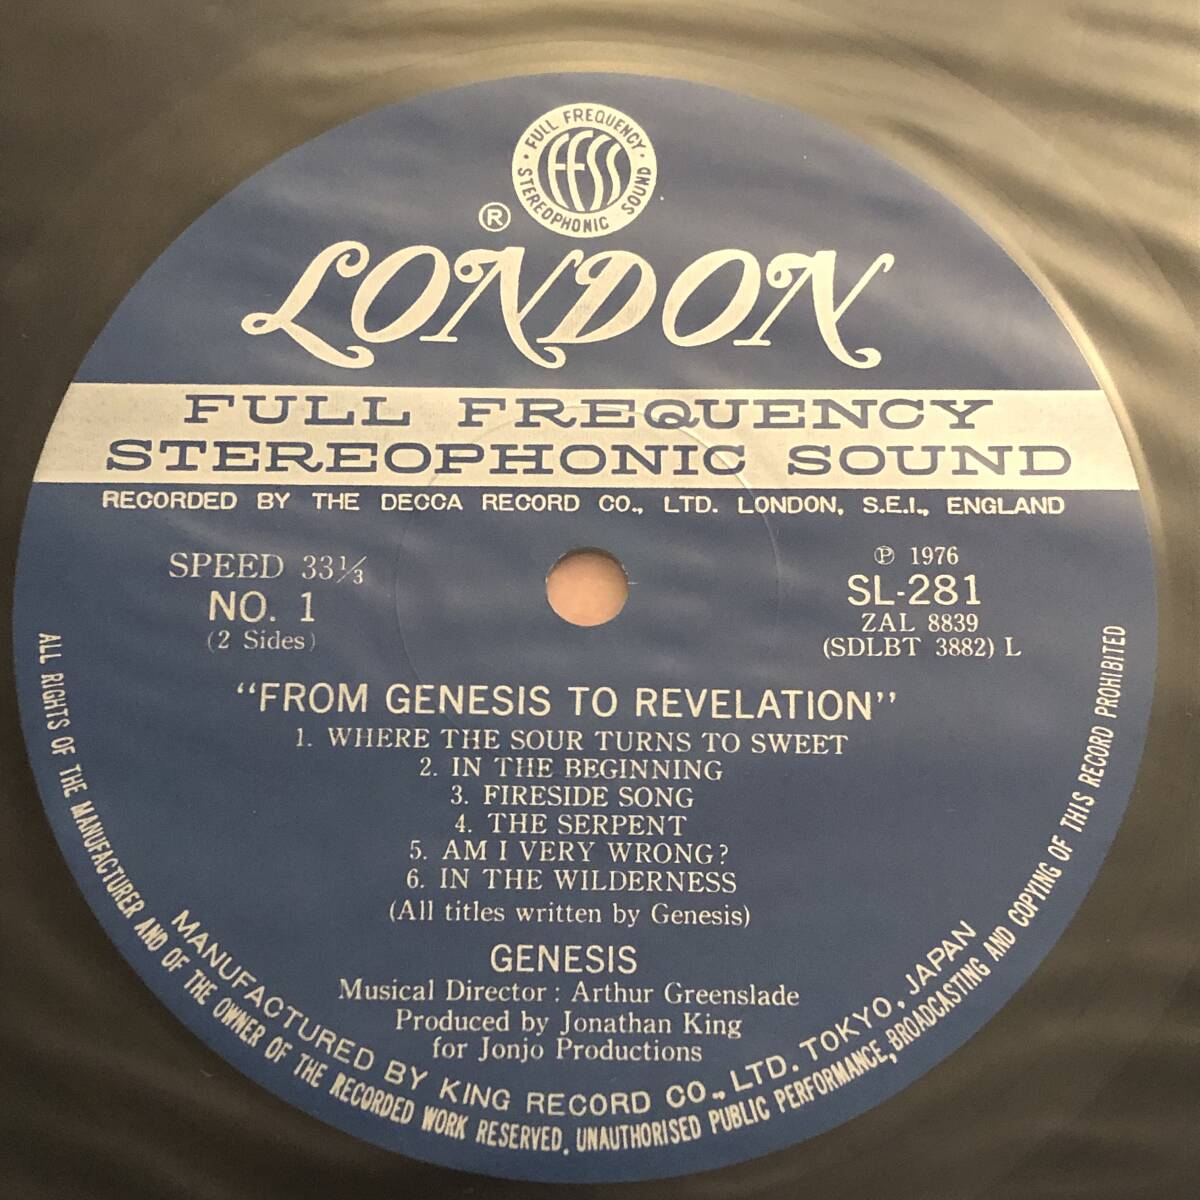 FULL FREQUENCY
STEREOPHONIC SOUND
FFSS
®
LONDON
FULL FREQUENCY
STEREOPHONIC SOUND
RECORDED BY THE DECCA RECORD CO., LTD. LONDON, S.E.I., ENGLAND
SPEED 33⅓
NO. 1
(2 Sides)
℗ 1976
SL-281
ZAL 8839
(SDLBT 3882) L
“FROM GENESIS TO REVELATION”
1. WHERE THE SOUR TURNS TO SWEET
2. IN THE BEGINNING
3. FIRESIDE SONG
4. THE SERPENT
5. AM I VERY WRONG?
6. IN THE WILDERNESS
(All titles written by Genesis)
GENESIS
Musical Director : Arthur Greenslade
Produced by Jonathan King
for Jonjo Productions
MANUFACTURED BY KING RECORD CO., LTD. TOKYO, JAPAN
ALL RIGHTS OF THE MANUFACTURER AND OF THE OWNER OF THE RECORDED WORK RESERVED. UNAUTHORISED PUBLIC PERFORMANCE, BROADCASTING AND COPYING OF THIS RECORD PROHIBITED